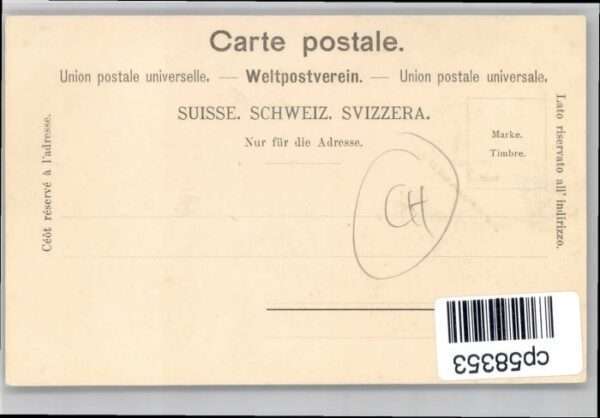 Carte postale.
Union postale universelle. — Weltpostverein. — Union postale universale.
SUISSE. SCHWEIZ. SVIZZERA.
Nur für die Adresse.
Marke.
Timbre.
Céôt réservé à l'adresse.
Lato riservato all' indirizzo.
CH
cp58353